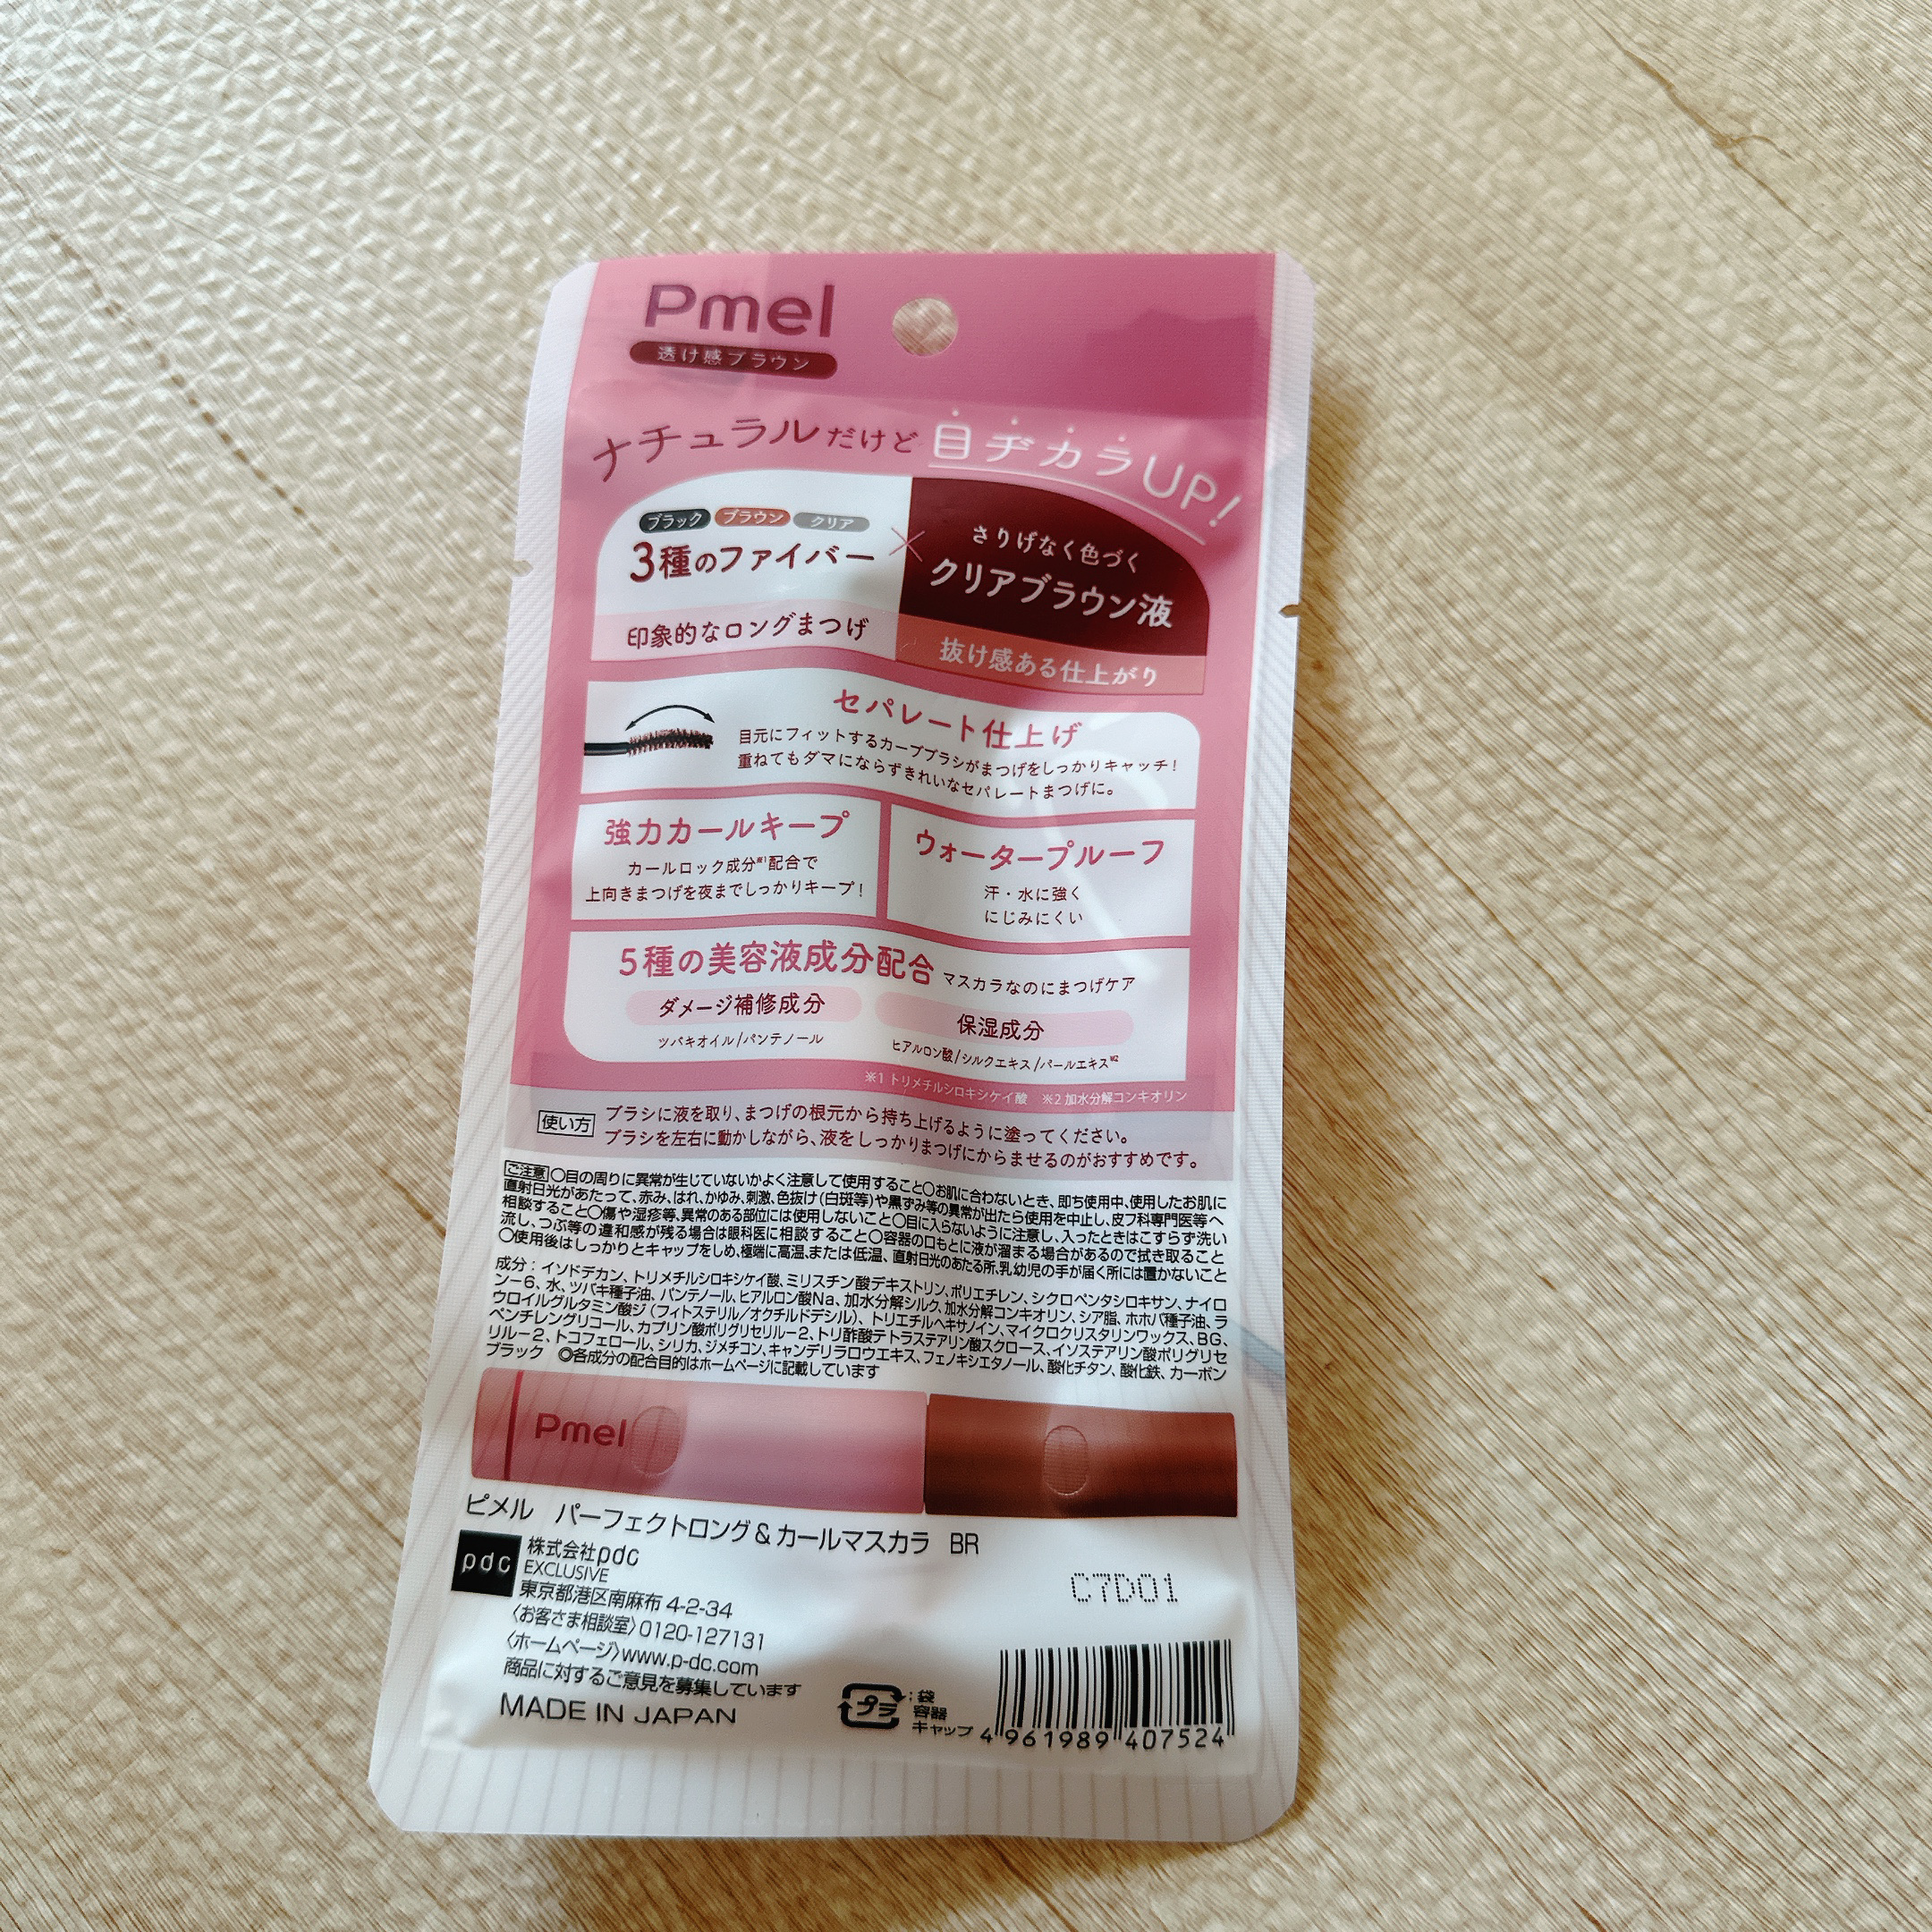 Pmel
透け感ブラウン
ナチュラルだけど 目ヂカラUP!
ブラック ブラウン クリア
3種のファイバー
印象的なロングまつげ
×
さりげなく色づく
クリアブラウン液
抜け感ある仕上がり
セパレート仕上げ
目元にフィットするカーブブラシがまつげをしっかりキャッチ!
重ねてもダマにならずきれいなセパレートまつげに。
強力カールキープ
カールロック成分※1配合で
上向きまつげを夜までしっかりキープ!
ウォータープルーフ
汗・水に強く
にじみにくい
5種の美容液成分配合 マスカラなのにまつげケア
ダメージ補修成分
ツバキオイル/パンテノール
保湿成分
ヒアルロン酸/シルクエキス/パールエキス※2
※1 トリメチルシロキシケイ酸 ※2 加水分解コンキオリン
使い方 ブラシに液を取り、まつげの根元から持ち上げるように塗ってください。
ブラシを左右に動かしながら、液をしっかりまつげにからませるのがおすすめです。
ご注意 ○目の周りに異常が生じていないかよく注意して使用すること○お肌に合わないとき、即ち使用中、使用したお肌に
直射日光があたって、赤み、はれ、かゆみ、刺激、色抜け(白斑等)や黒ずみ等の異常が出たら使用を中止し、皮フ科専門医等へ
相談すること○傷や湿疹等、異常のある部位には使用しないこと○目に入らないように注意し、入ったときはこすらず洗い
流し、つぶ等の違和感が残る場合は眼科医に相談すること○容器の口もとに液が溜まる場合があるので拭き取ること
○使用後はしっかりとキャップをしめ、極端に高温、または低温、直射日光のあたる所、乳幼児の手が届く所には置かないこと
成分:イソドデカン、トリメチルシロキシケイ酸、ミリスチン酸デキストリン、ポリエチレン、シクロペンタシロキサン、ナイロ
ン-6、水、ツバキ種子油、パンテノール、ヒアルロン酸Na、加水分解シルク、加水分解コンキオリン、シア脂、ホホバ種子油、ラ
ウロイルグルタミン酸ジ(フィトステリル/オクチルドデシル)、トリエチルヘキサノイン、マイクロクリスタリンワックス、BG、
ペンチレングリコール、カプリン酸ポリグリセリル-2、トリ酢酸テトラステアリン酸スクロース、イソステアリン酸ポリグリセ
リル-2、トコフェロール、シリカ、ジメチコン、キャンデリラロウエキス、フェノキシエタノール、酸化チタン、酸化鉄、カーボン
ブラック ◎各成分の配合目的はホームページに記載しています
Pmel
ピメル パーフェクトロング&カールマスカラ BR
pdc
株式会社pdc
EXCLUSIVE
東京都港区南麻布 4-2-34
〈お客さま相談室〉0120-127131
〈ホームページ〉www.p-dc.com
商品に対するご意見を募集しています
MADE IN JAPAN
C7D01
プラ :袋
容器
キャップ
4 961989 407524